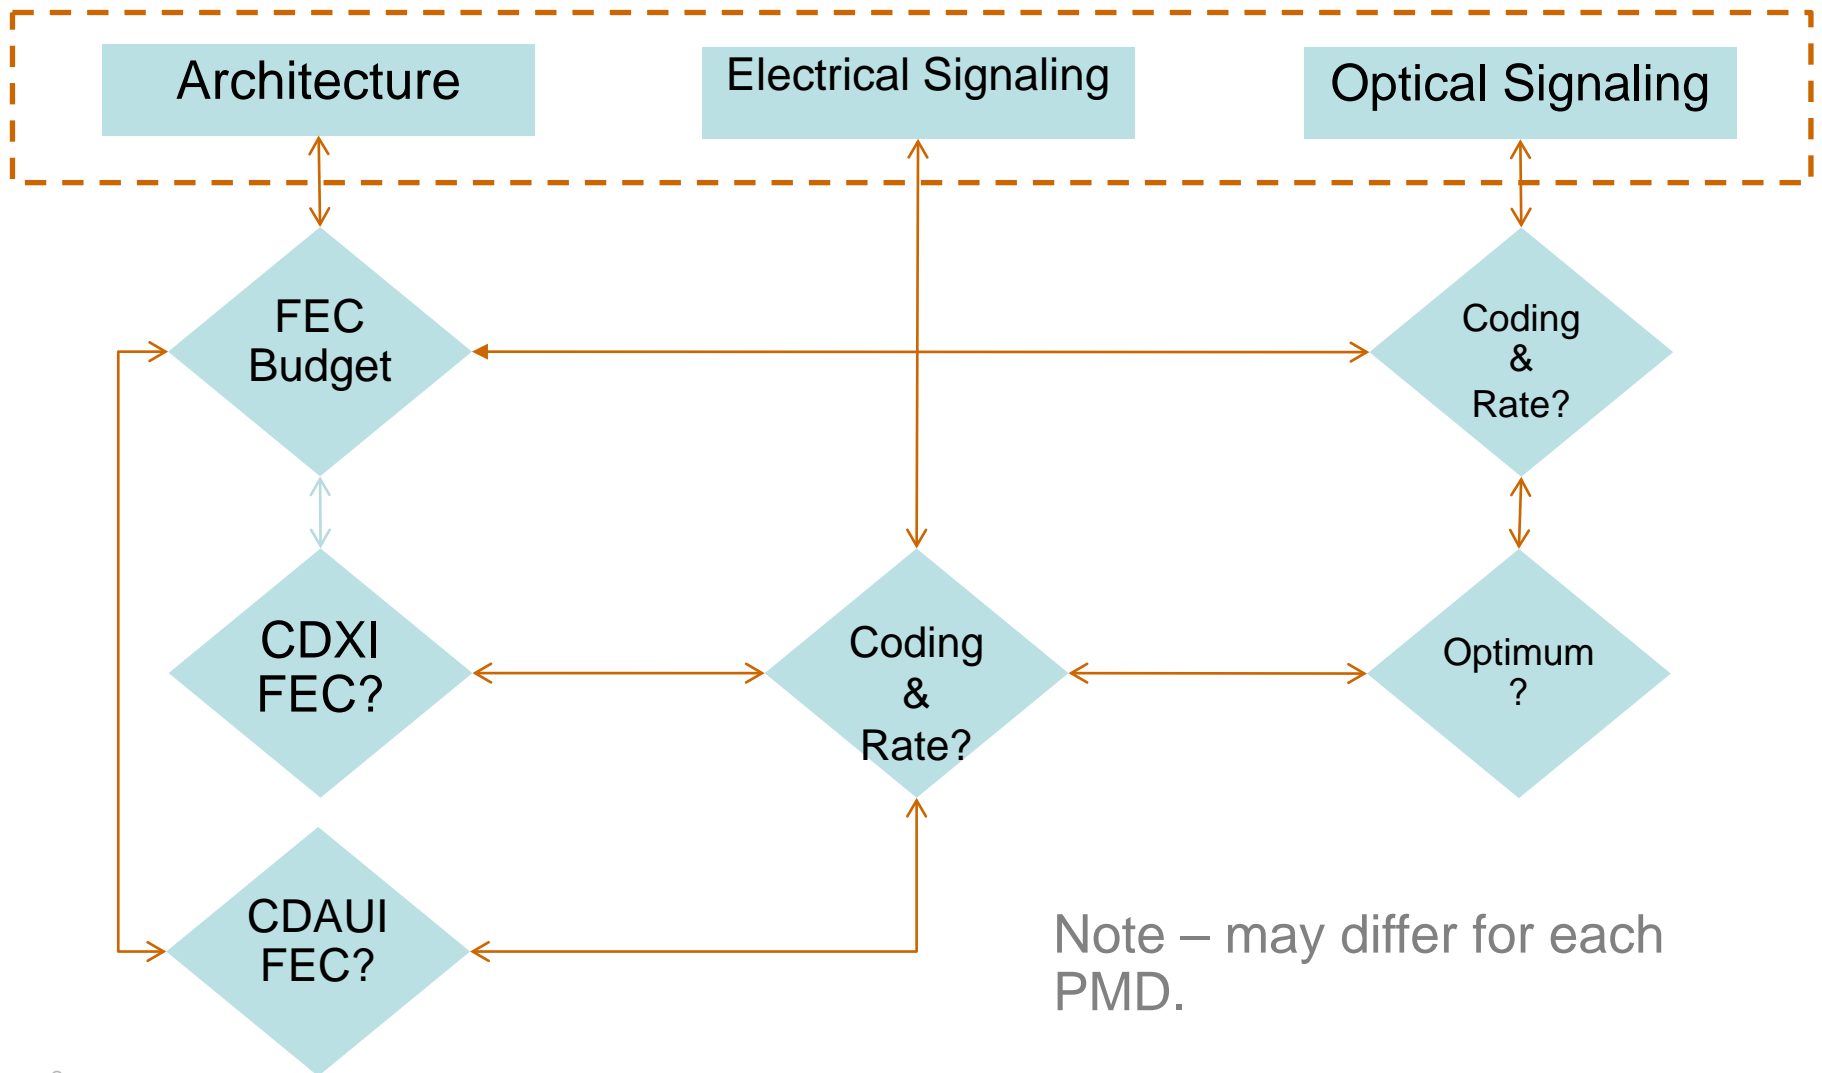 Architecture
Electrical Signaling
Optical Signaling
FEC
Budget
Coding
&
Rate?
CDXI
FEC?
Coding
&
Rate?
Optimum
?
CDAUI
FEC?
Note – may differ for each
PMD.